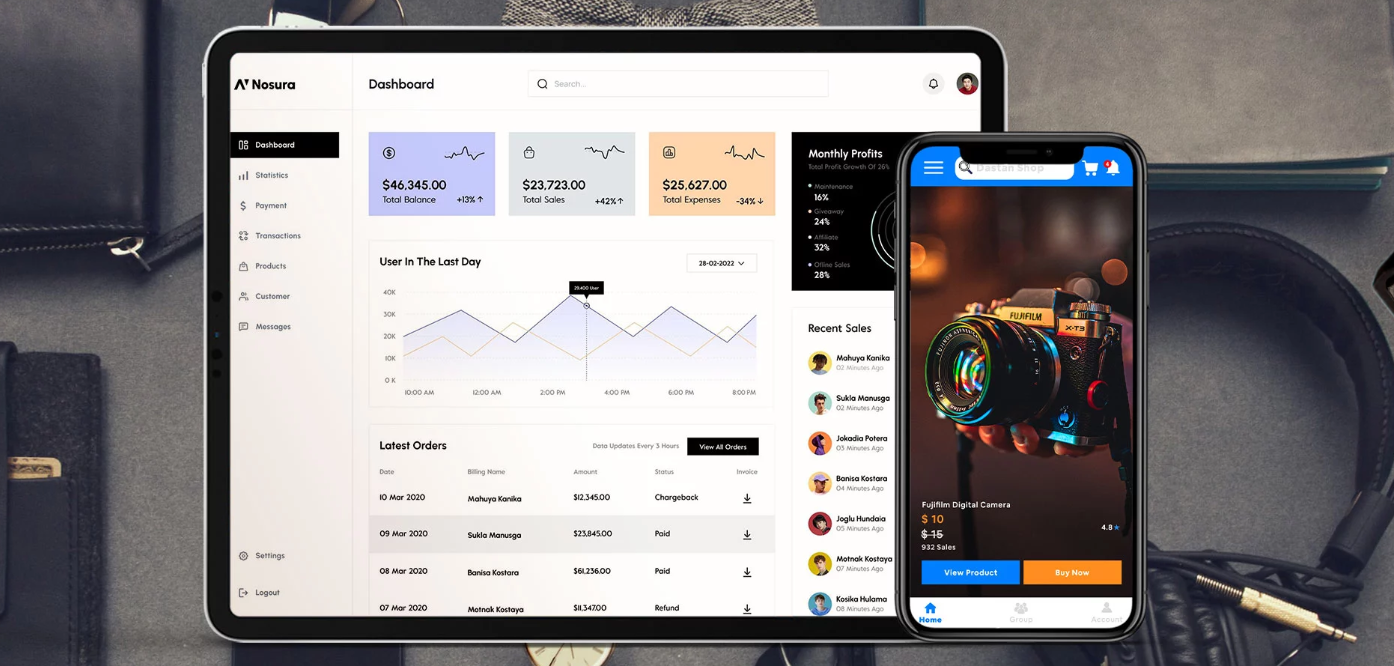 Nosura
Dashboard
Search...
Dashboard
Statistics
Payment
Transactions
Products
Customer
Messages
Settings
Logout
$46,345.00
Total Balance
+13% ↑
$23,723.00
Total Sales
+42% ↑
$25,627.00
Total Expenses
-34% ↓
User In The Last Day
28-02-2022
29,400 User
40K
30K
20K
10K
0 K
10:00 AM 12:00 AM 2:00 PM 4:00 PM 6:00 PM 8:00 PM
Latest Orders
Data Updates Every 3 Hours
View All Orders
Date Billing Name Amount Status Invoice
10 Mar 2020 Mahuya Kanika $12,345.00 Chargeback
09 Mar 2020 Sukla Manusga $23,845.00 Paid
08 Mar 2020 Banisa Kostara $61,236.00 Paid
07 Mar 2020 Motnak Kostaya $11,347.00 Refund
Monthly Profits
Total Profit Growth Of 26%
Maintenance
16%
Giveaway
24%
Affiliate
32%
Offline Sales
28%
Recent Sales
Mahuya Kanika
02 Minutes Ago
Sukla Manusga
02 Minutes Ago
Jokadia Potera
03 Minutes Ago
Banisa Kostara
04 Minutes Ago
Joglu Hundaia
05 Minutes Ago
Motnak Kostaya
07 Minutes Ago
Kosika Hulama
08 Minutes Ago
Dastan Shop
FUJIFILM
X-T3
Fujifilm Digital Camera
$ 10
$ 15
932 Sales
4.8
View Product
Buy Now
Home
Group
Account